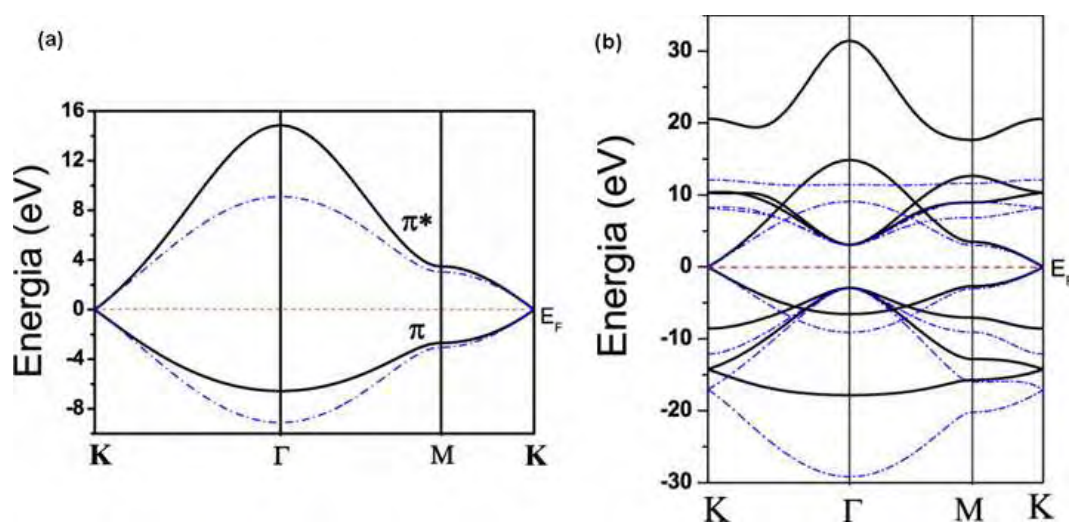 (a)
Energia (eV)
16
12
8
4
0
-4
-8
π*
π
E_F
K Γ M K
(b)
Energia (eV)
30
20
10
0
-10
-20
-30
E_F
K Γ M K